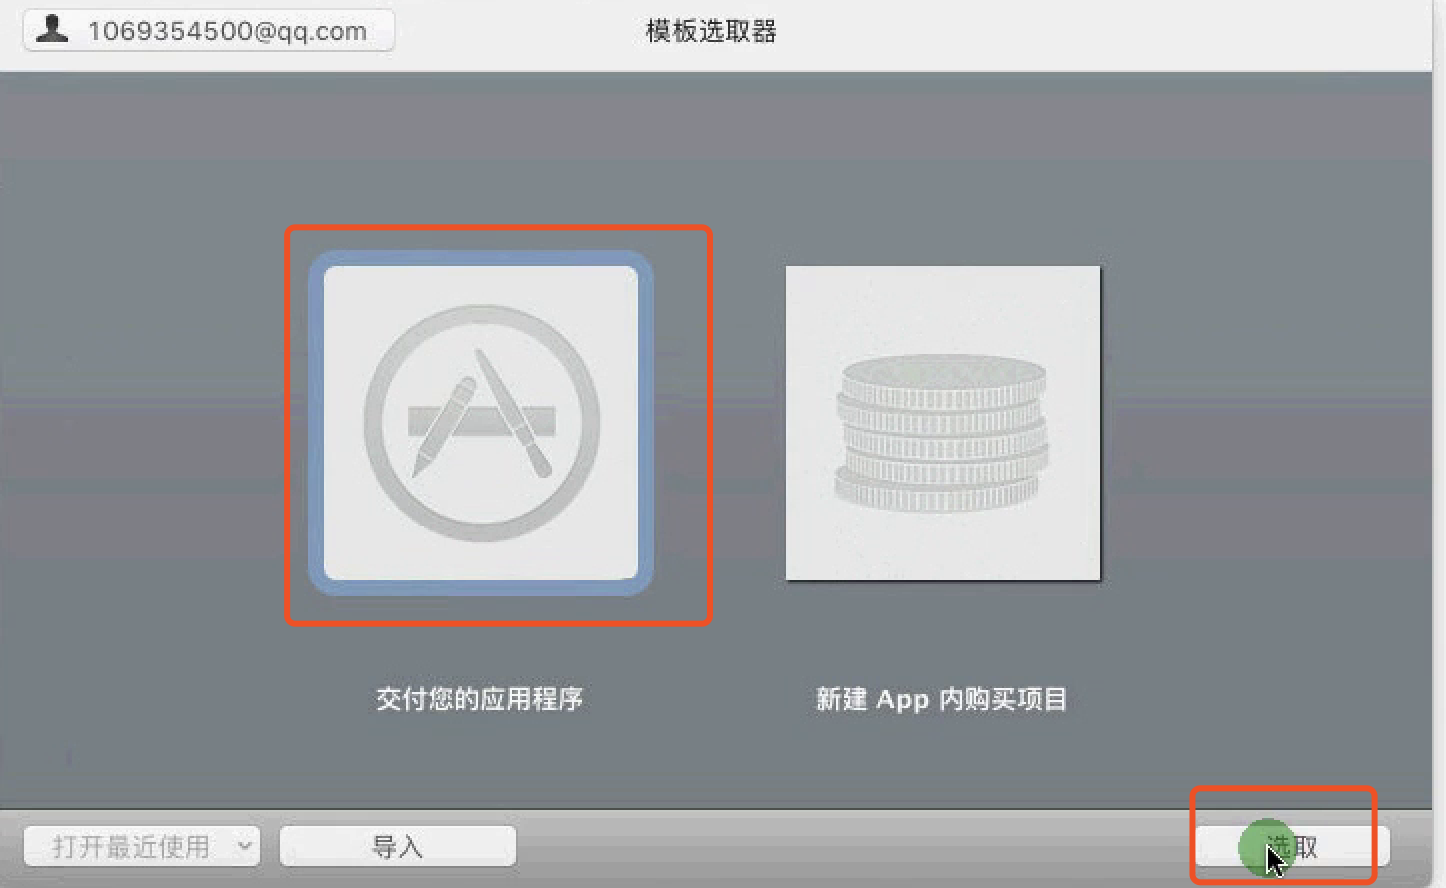 1069354500@qq.com
模板选取器
交付您的应用程序
新建 App 内购买项目
打开最近使用
导入
选取